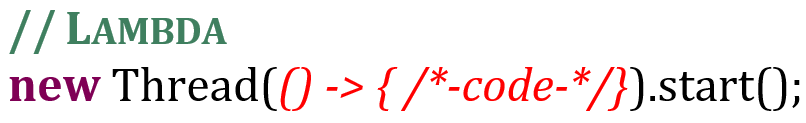 // LAMBDA
new Thread(() -> { /*-code-*/}).start();